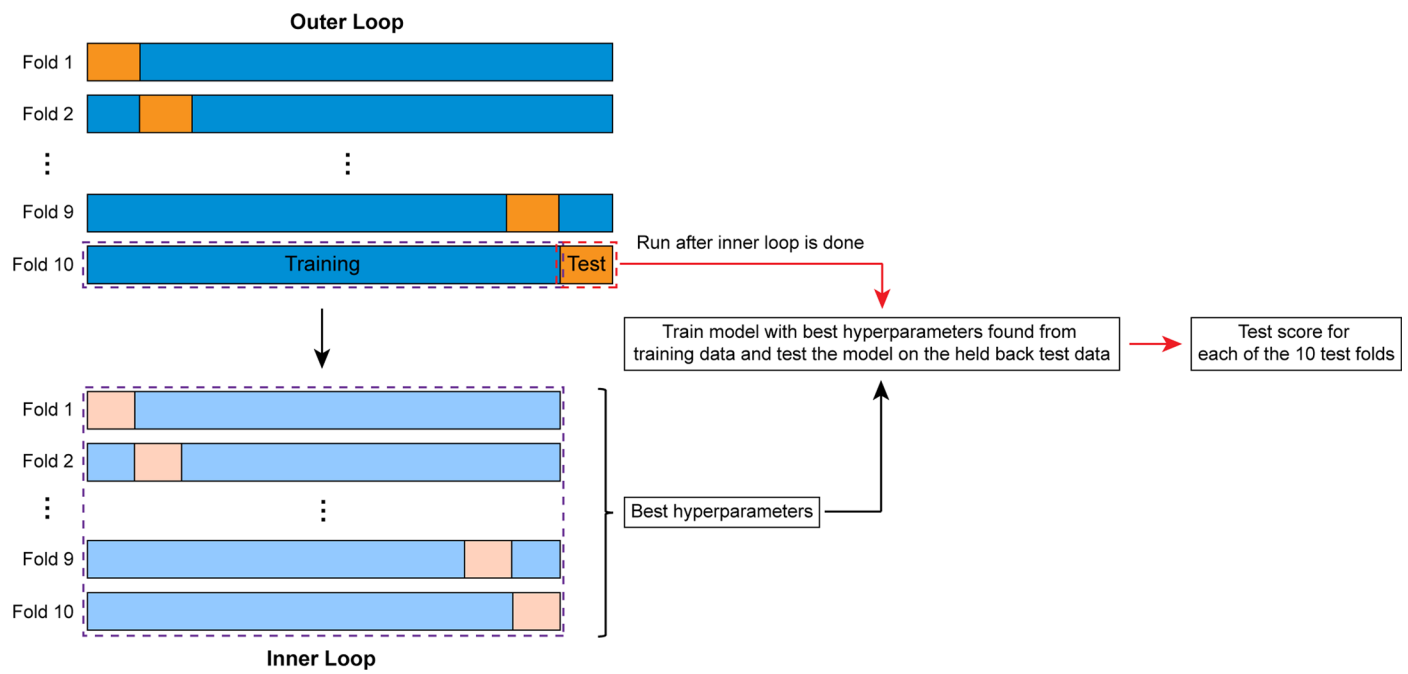 Outer Loop
Fold 1
Fold 2
Fold 9
Fold 10
Training
Test
Run after inner loop is done
Train model with best hyperparameters found from
training data and test the model on the held back test data
Test score for
each of the 10 test folds
Fold 1
Fold 2
Best hyperparameters
Fold 9
Fold 10
Inner Loop